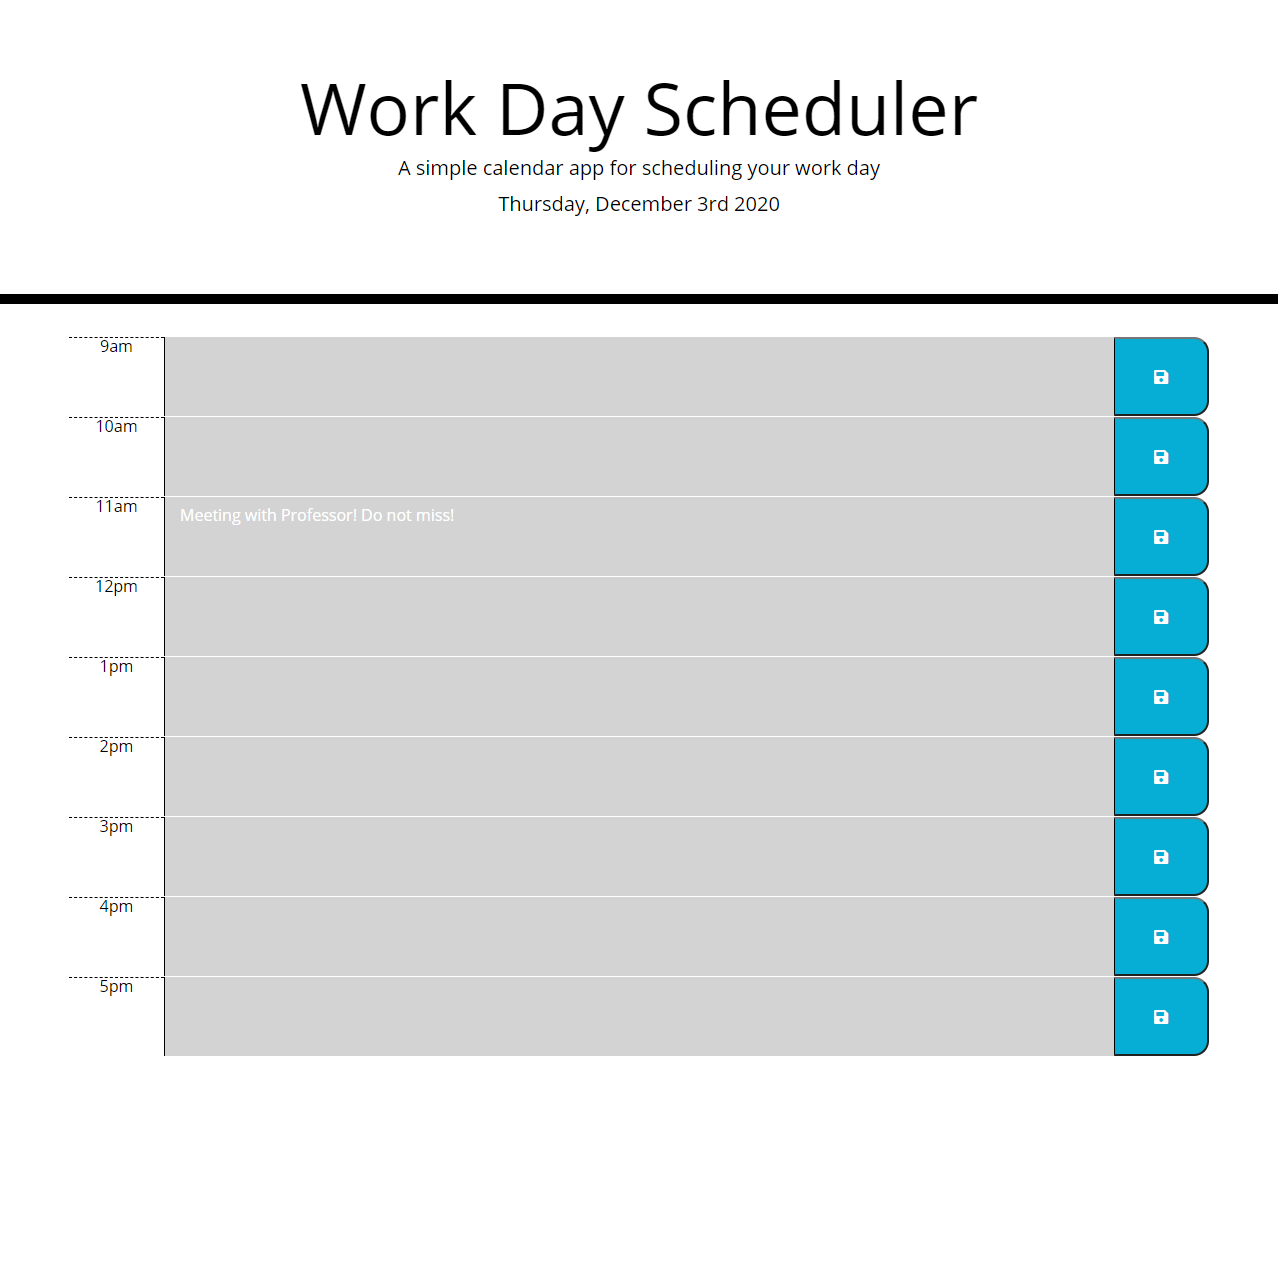 Work Day Scheduler
A simple calendar app for scheduling your work day
Thursday, December 3rd 2020
9am
10am
11am
Meeting with Professor! Do not miss!
12pm
1pm
2pm
3pm
4pm
5pm